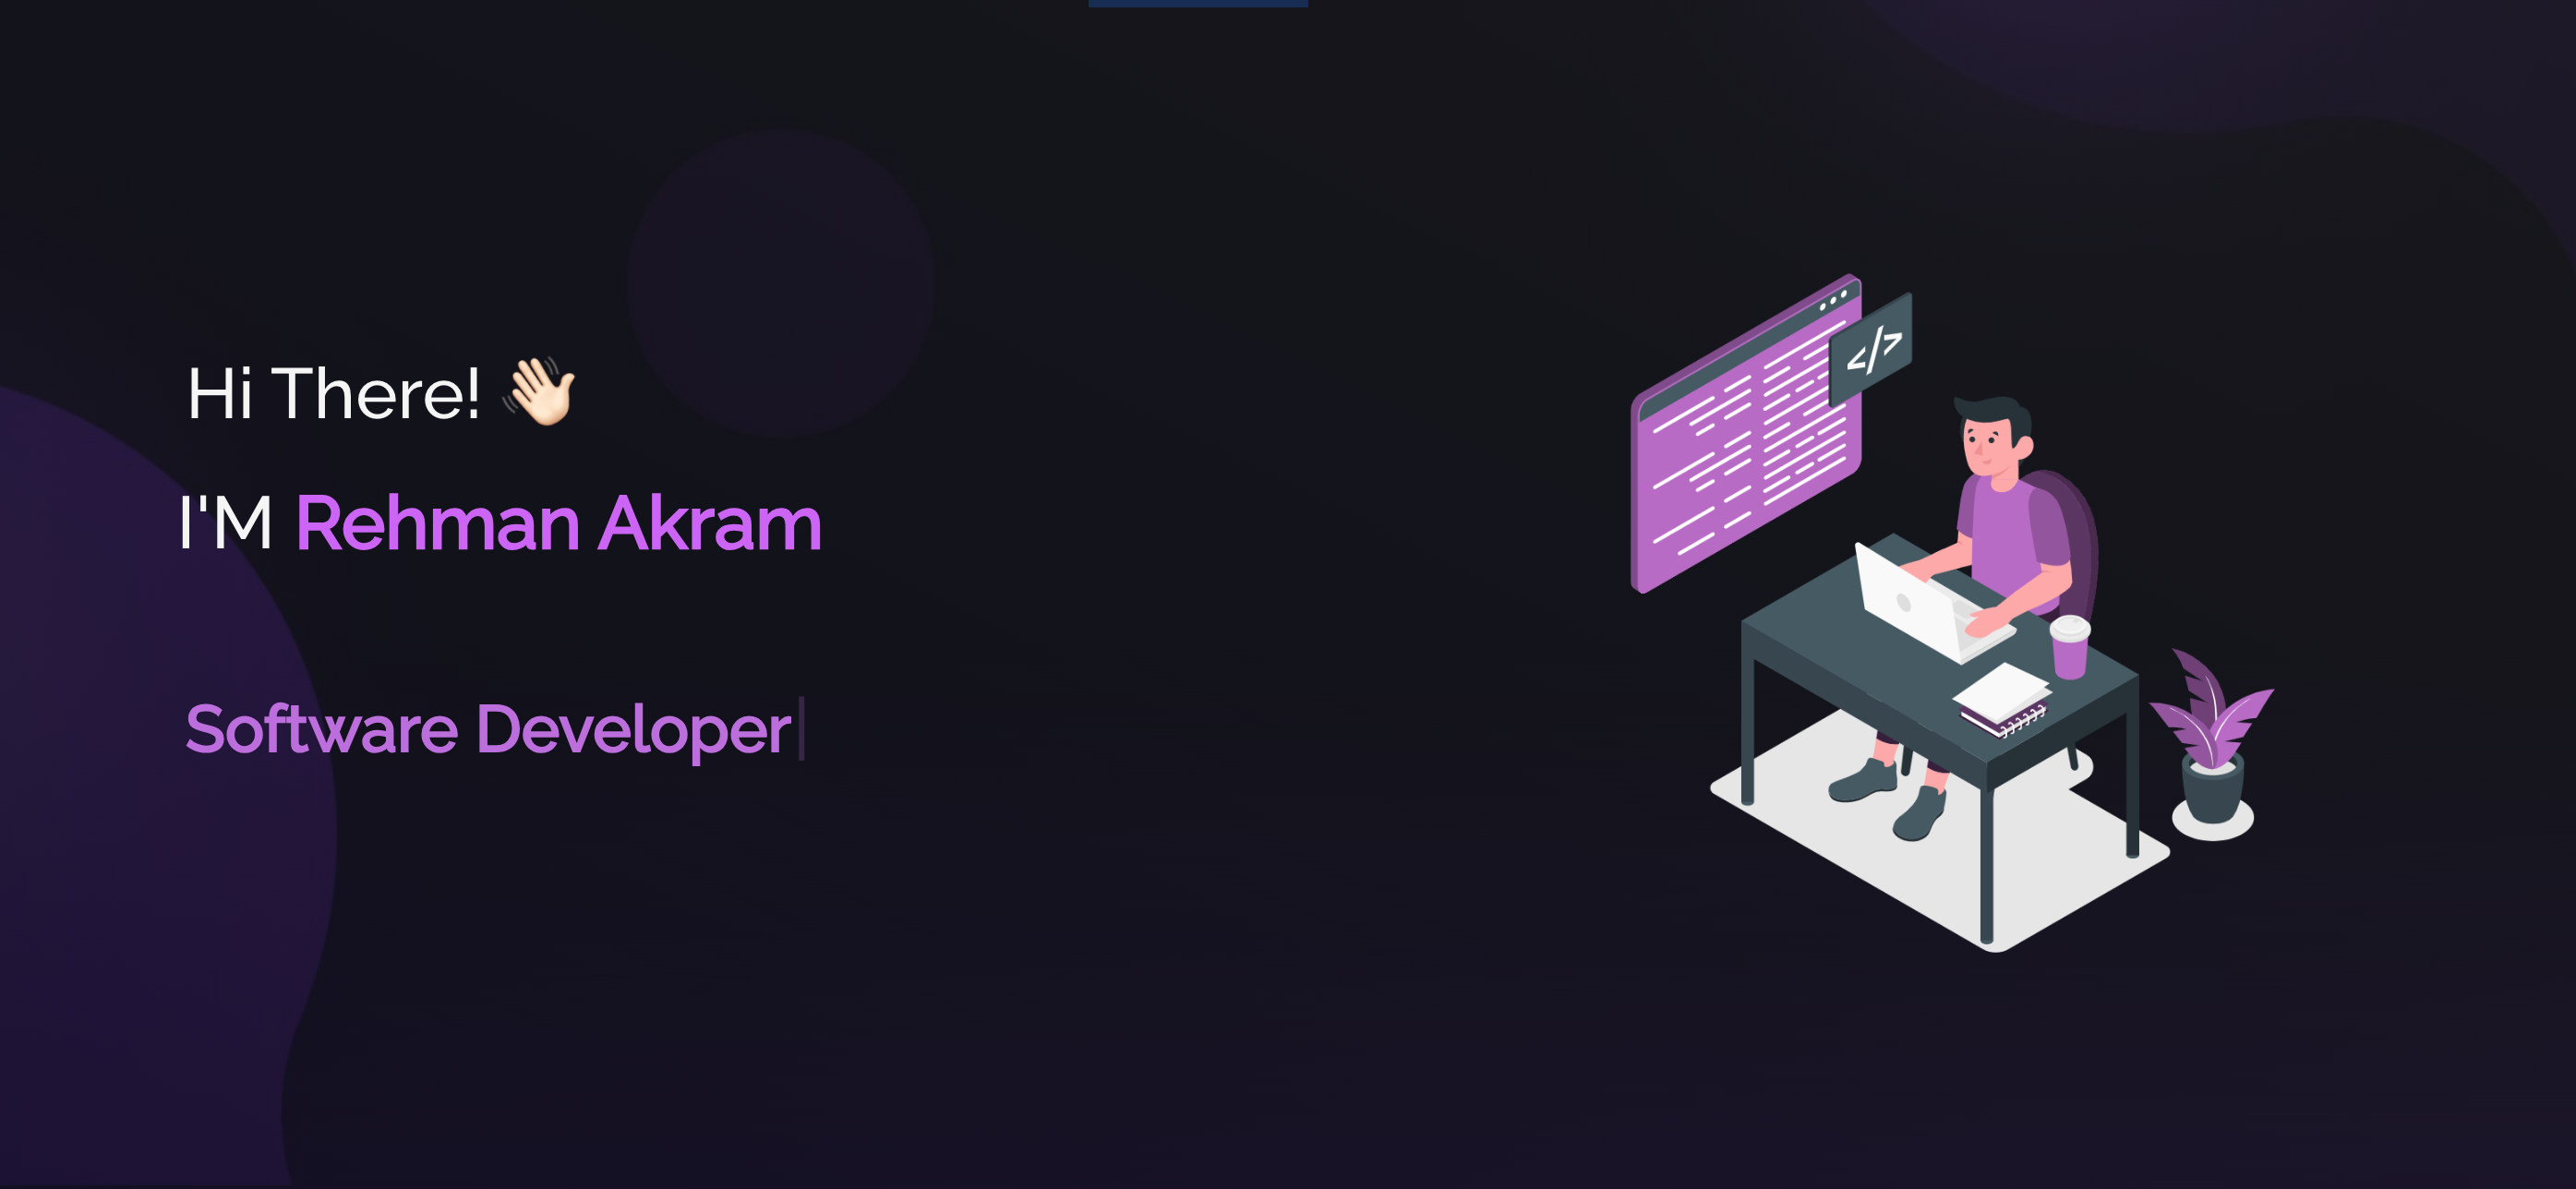 Hi There! 👋🏻
I'M Rehman Akram
Software Developer
</>